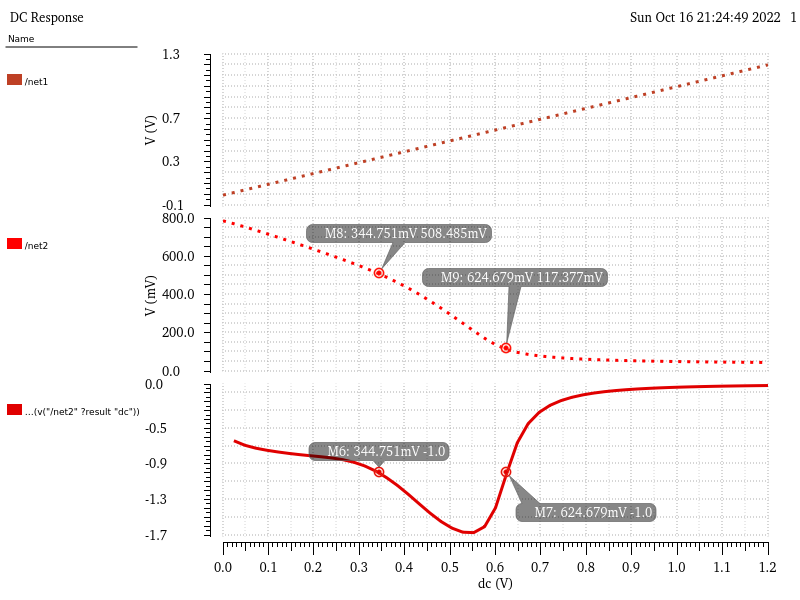 DC Response
Sun Oct 16 21:24:49 2022 1
Name
/net1
1.3
0.7
0.3
-0.1
V (V)
/net2
800.0
600.0
400.0
200.0
0.0
V (mV)
M8: 344.751mV 508.485mV
M9: 624.679mV 117.377mV
...(v("/net2" ?result "dc"))
0.0
-0.5
-0.9
-1.3
-1.7
M6: 344.751mV -1.0
M7: 624.679mV -1.0
0.0 0.1 0.2 0.3 0.4 0.5 0.6 0.7 0.8 0.9 1.0 1.1 1.2
dc (V)